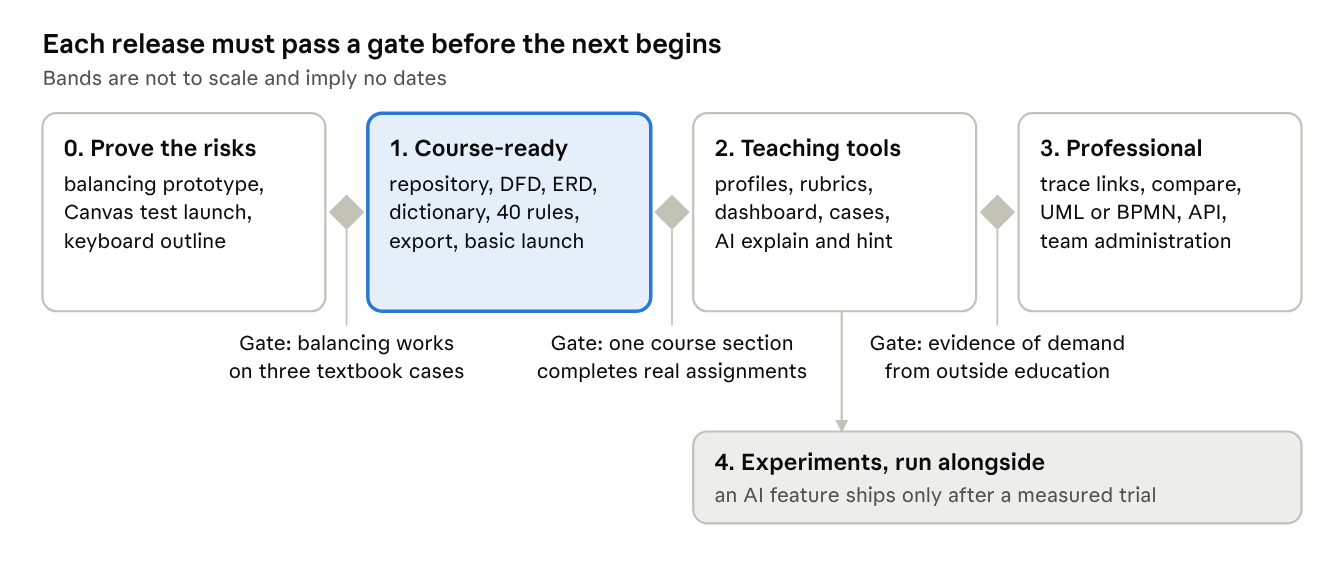 Each release must pass a gate before the next begins
Bands are not to scale and imply no dates
0. Prove the risks
balancing prototype,
Canvas test launch,
keyboard outline
1. Course-ready
repository, DFD, ERD,
dictionary, 40 rules,
export, basic launch
2. Teaching tools
profiles, rubrics,
dashboard, cases,
AI explain and hint
3. Professional
trace links, compare,
UML or BPMN, API,
team administration
Gate: balancing works
on three textbook cases
Gate: one course section
completes real assignments
Gate: evidence of demand
from outside education
4. Experiments, run alongside
an AI feature ships only after a measured trial